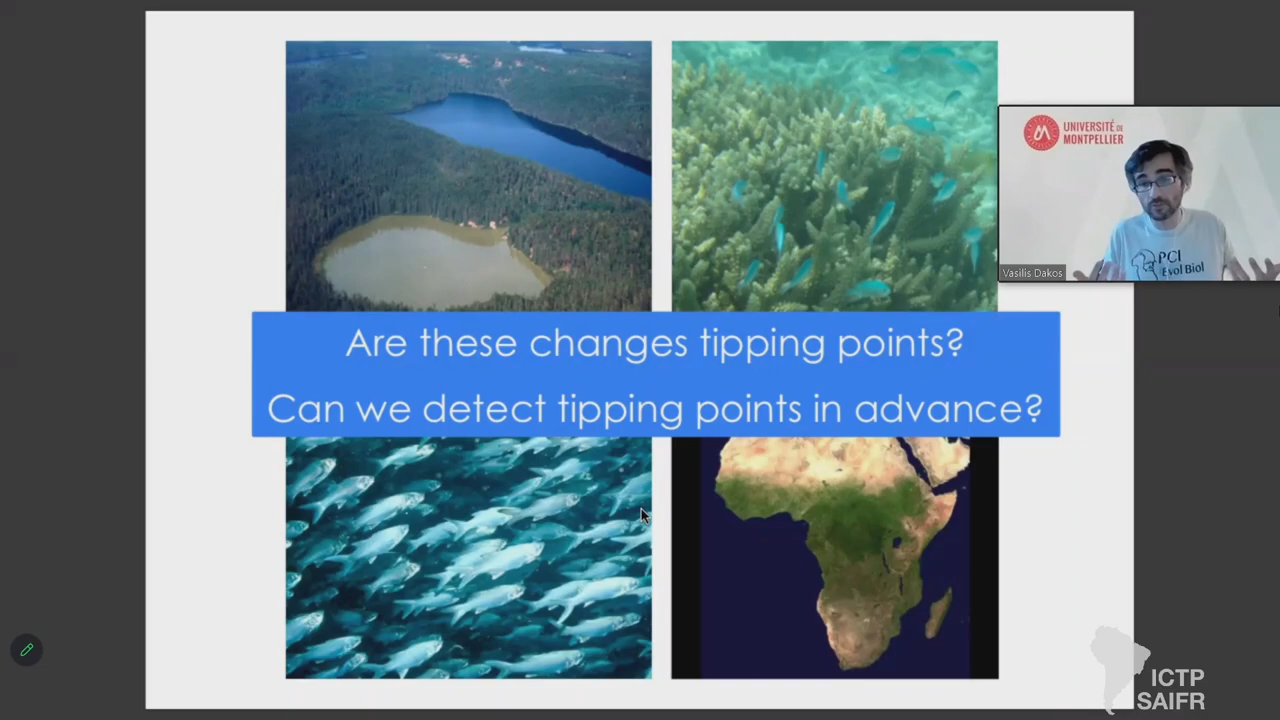 UNIVERSITÉ DE
MONTPELLIER
PCI
Evol Biol
Vasilis Dakos
Are these changes tipping points?
Can we detect tipping points in advance?
ICTP
SAIFR